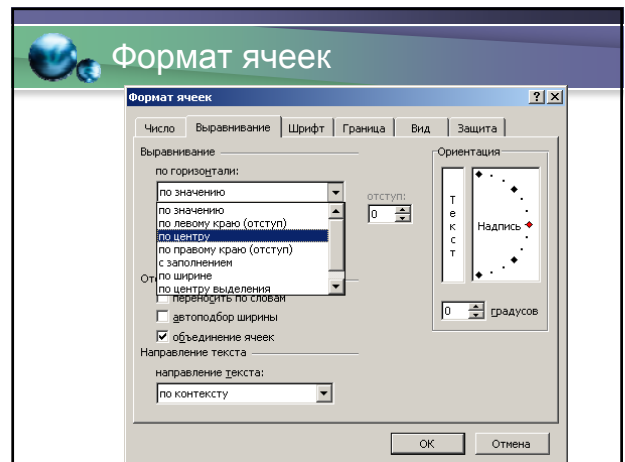 Формат ячеек
Формат ячеек
Число Выравнивание Шрифт Граница Вид Защита
Выравнивание
по горизонтали:
по значению
отступ:
0
по значению
по левому краю (отступ)
по центру
по правому краю (отступ)
с заполнением
по ширине
по центру выделения
От
переносить по словам
автоподбор ширины
объединение ячеек
Направление текста
направление текста:
по контексту
Ориентация
Текст
Надпись
0 градусов
ОК Отмена